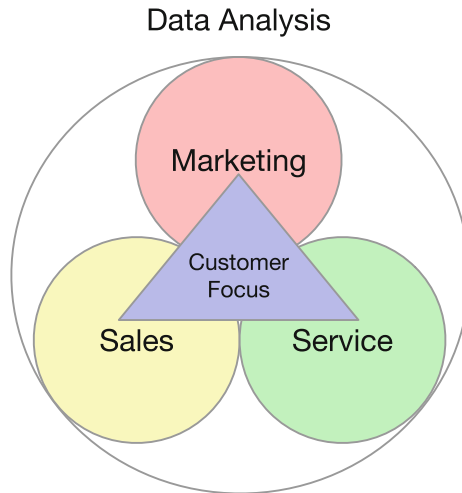 Data Analysis
Marketing
Customer
Focus
Sales
Service